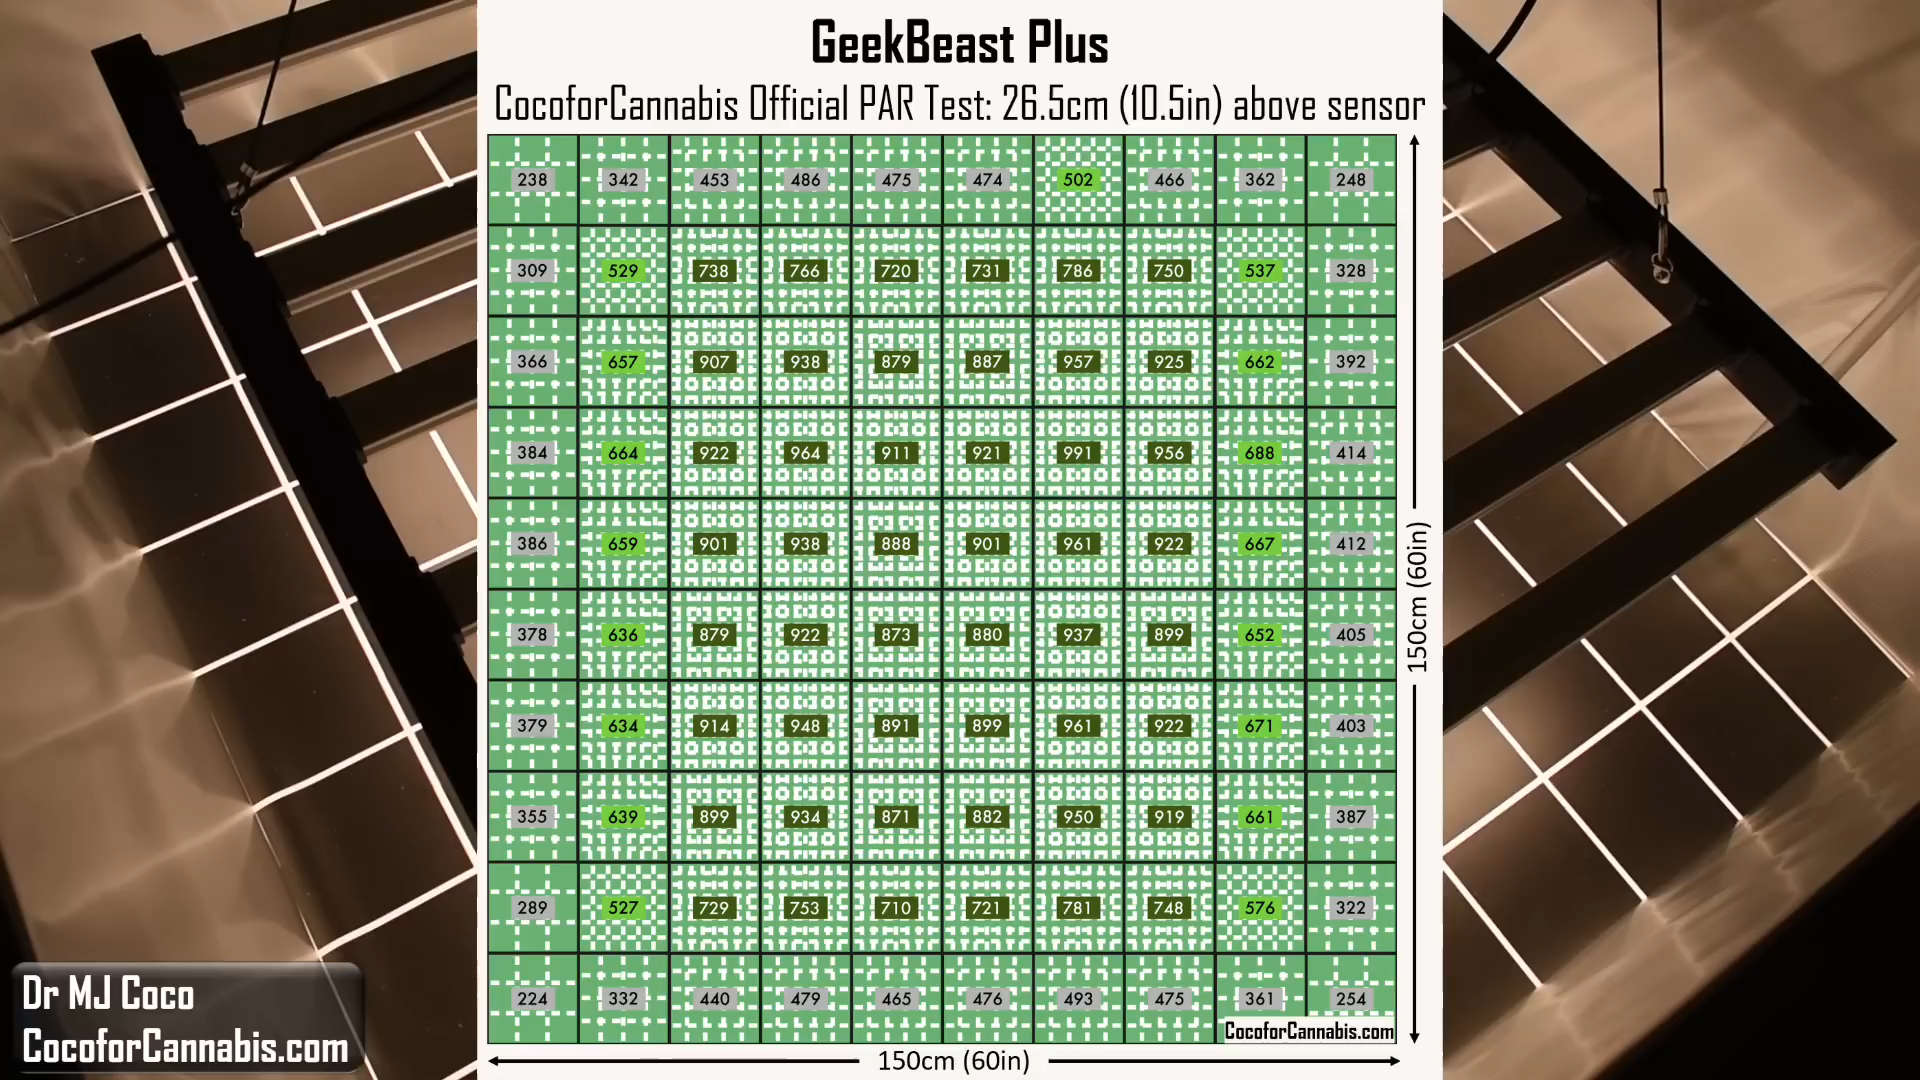 GeekBeast Plus
CocoforCannabis Official PAR Test: 26.5cm (10.5in) above sensor
238 342 453 486 475 474 502 466 362 248
309 529 738 766 720 731 786 750 537 328
366 657 907 938 879 887 957 925 662 392
384 664 922 964 911 921 991 956 688 414
386 659 901 938 888 901 961 922 667 412
378 636 879 922 873 880 937 899 652 405
379 634 914 948 891 899 961 922 671 403
355 639 899 934 871 882 950 919 661 387
289 527 729 753 710 721 781 748 576 322
224 332 440 479 465 476 493 475 361 254
CocoforCannabis.com
150cm (60in)
150cm (60in)
Dr MJ Coco
CocoforCannabis.com